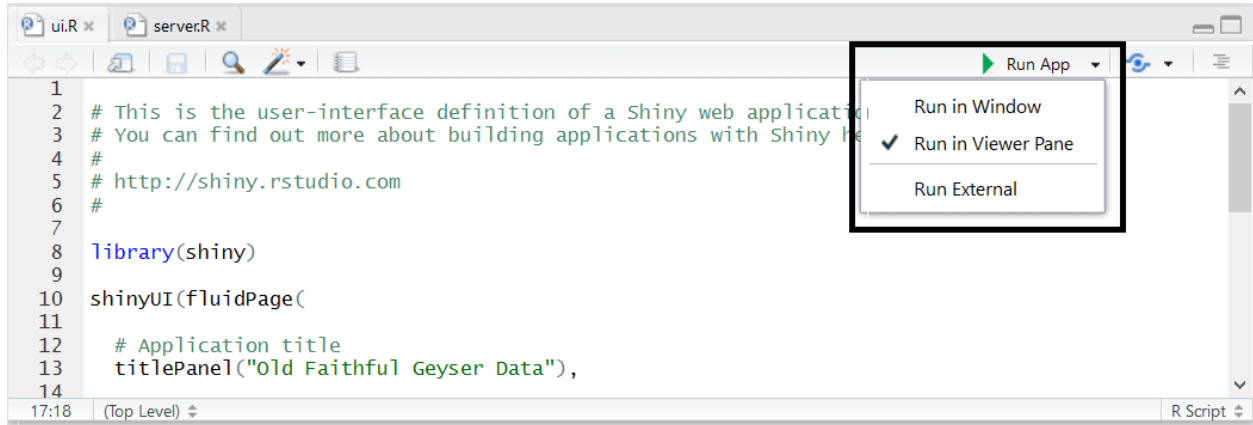 ui.R server.R
Run App
1
2 # This is the user-interface definition of a Shiny web applicatio
3 # You can find out more about building applications with Shiny he
4 #
5 # http://shiny.rstudio.com
6 #
7
8 library(shiny)
9
10 shinyUI(fluidPage(
11
12 # Application title
13 titlePanel("Old Faithful Geyser Data"),
14
Run in Window
Run in Viewer Pane
Run External
17:18 (Top Level) R Script